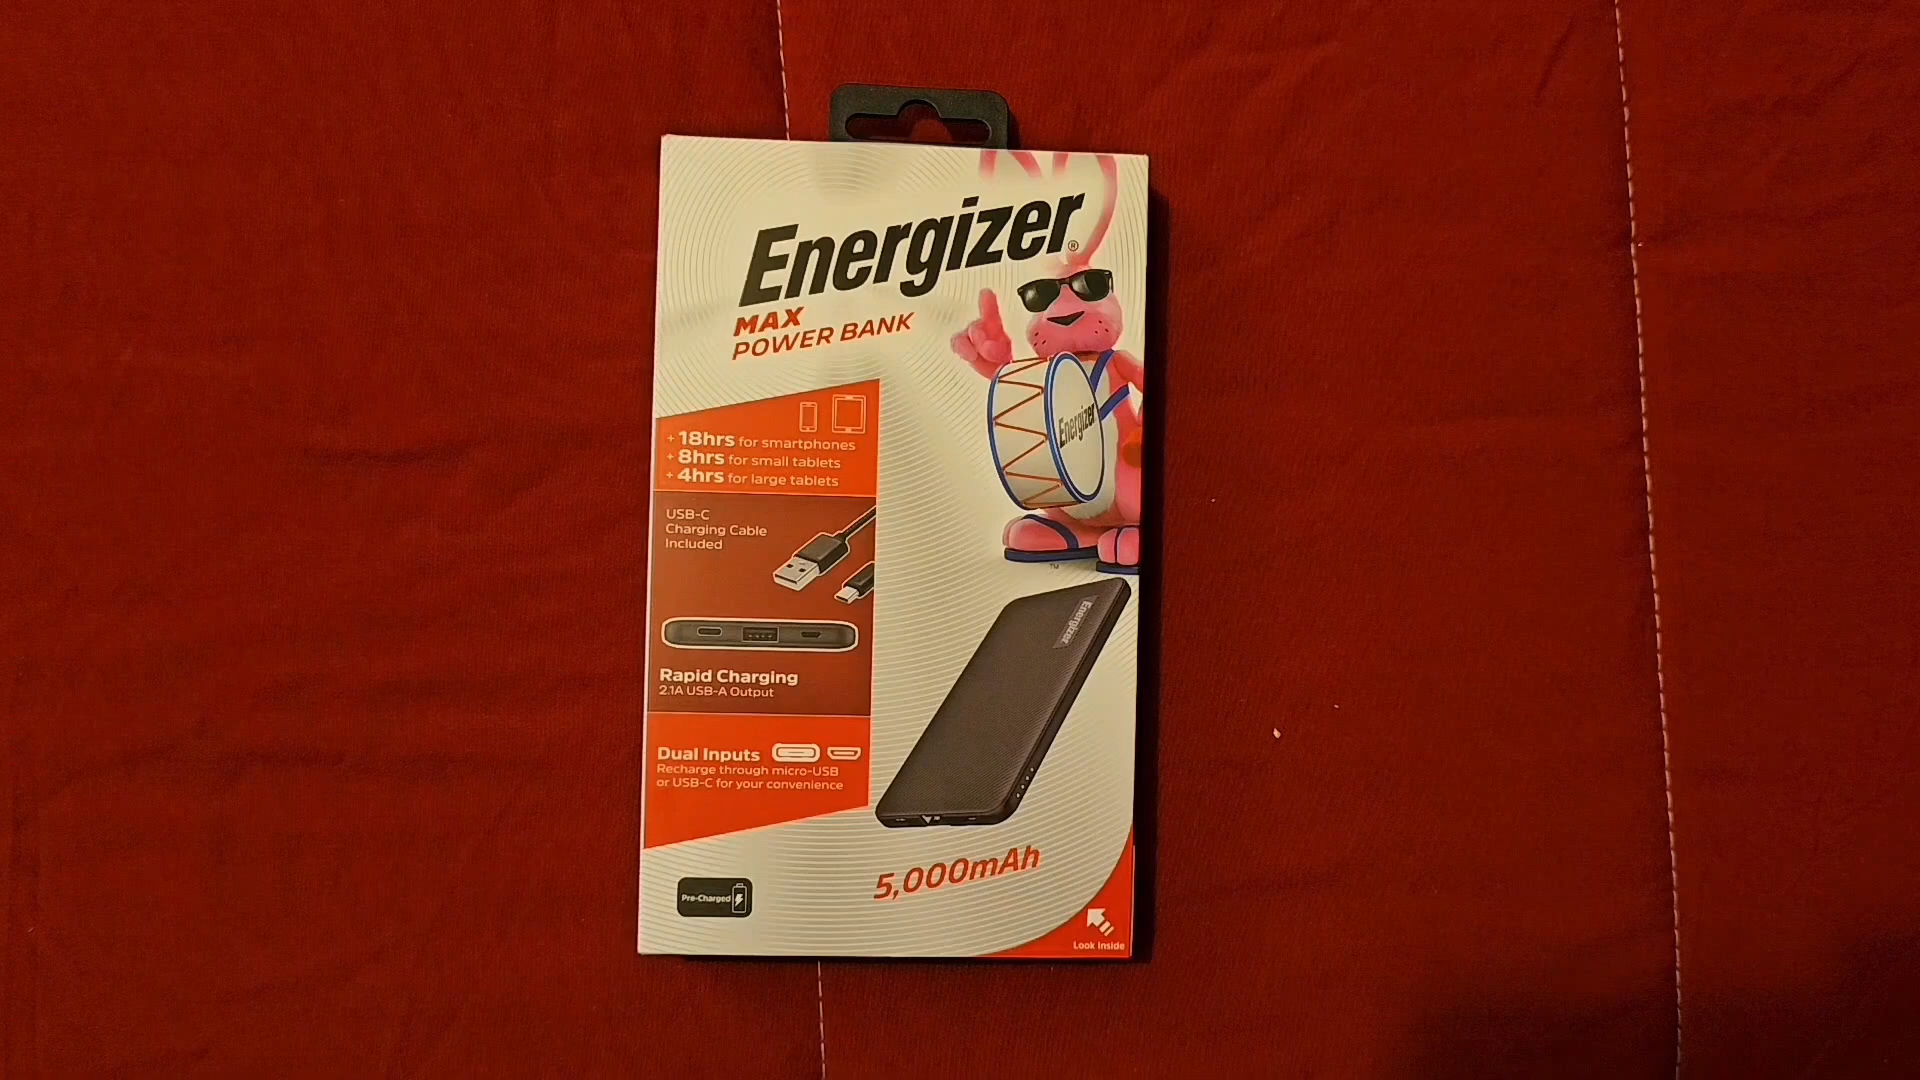 Energizer®
MAX
POWER BANK
Energizer
+ 18hrs for smartphones
+ 8hrs for small tablets
+ 4hrs for large tablets
USB-C
Charging Cable
Included
Energizer
Rapid Charging
2.1A USB-A Output
Dual Inputs
Recharge through micro-USB
or USB-C for your convenience
5,000mAh
Pre-Charged
Look Inside
TM